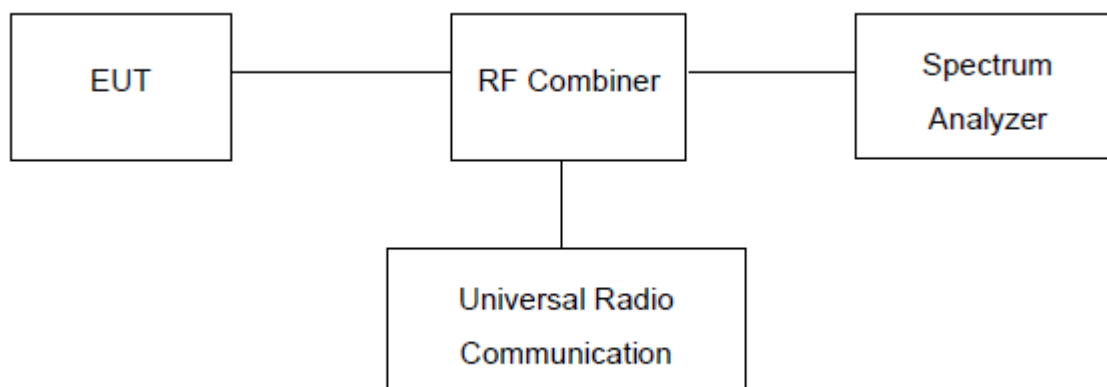 EUT
RF Combiner
Spectrum
Analyzer
Universal Radio
Communication